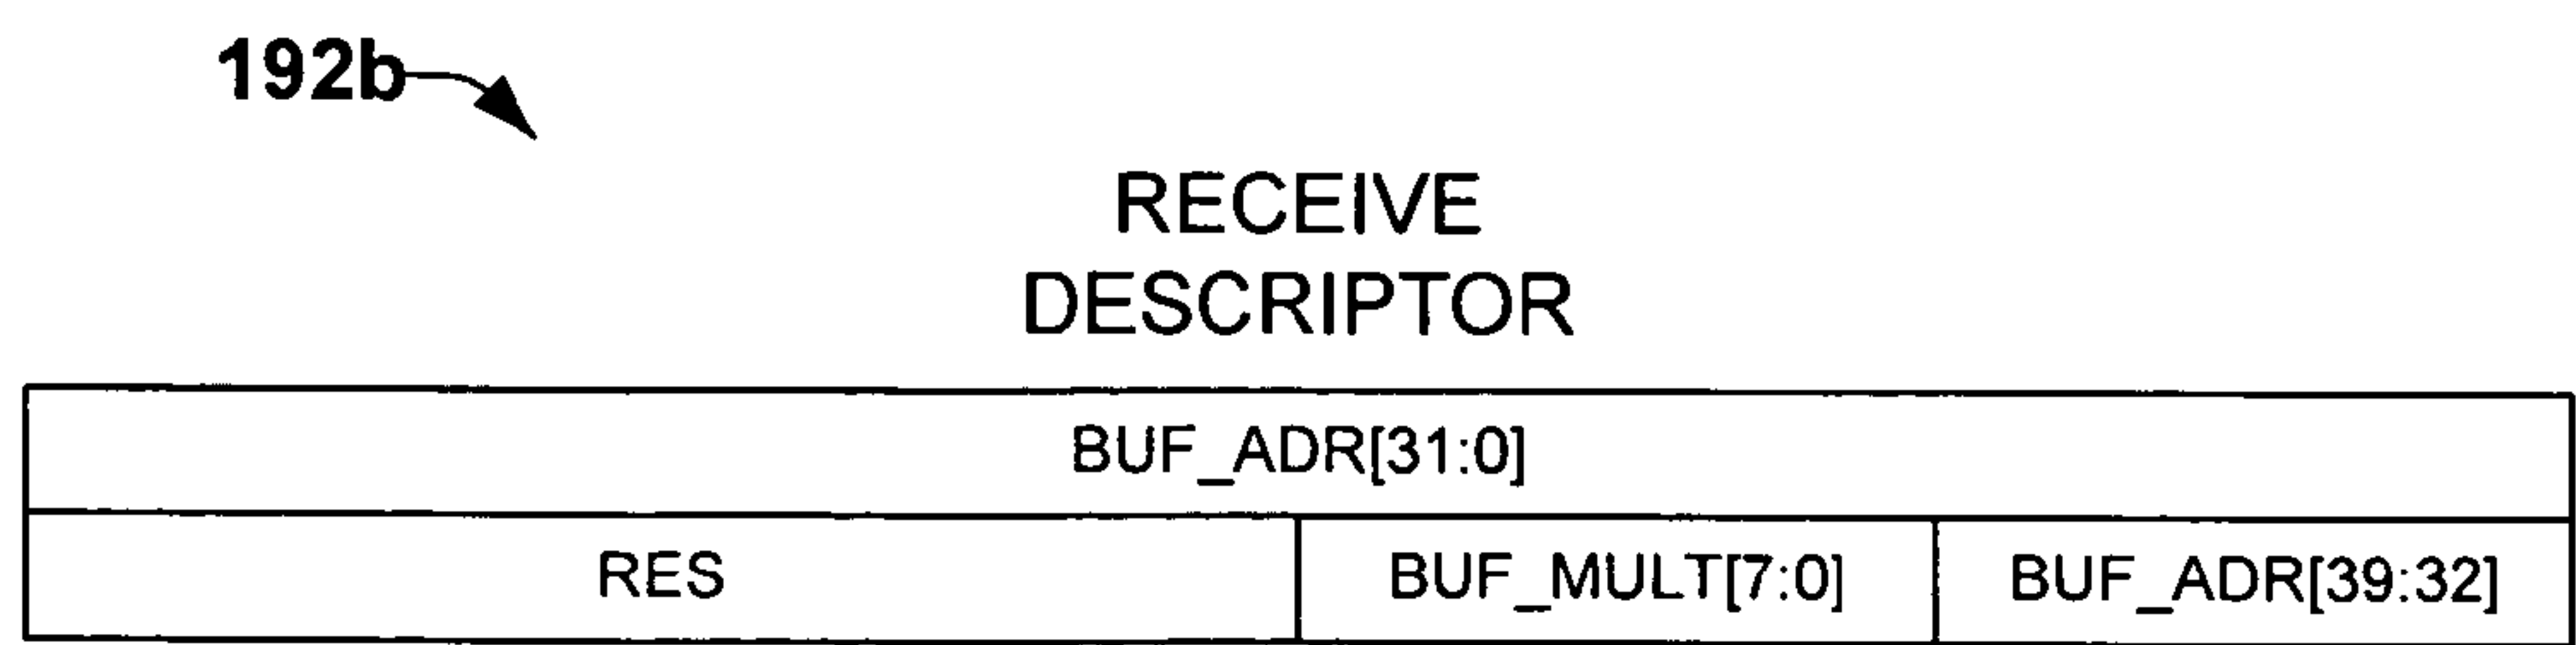 192b
RECEIVE
DESCRIPTOR
BUF_ADR[31:0]
RES BUF_MULT[7:0] BUF_ADR[39:32]